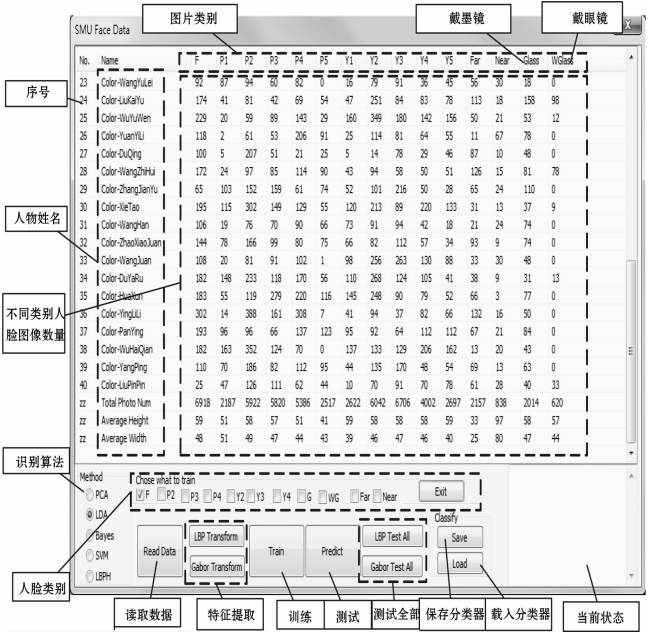 图片类别
戴墨镜
戴眼镜
SMU Face Data
X
No. Name F P1 P2 P3 P4 P5 Y1 Y2 Y3 Y4 Y5 Far Near Glass WGlass
23 Color-WangYuLei 92 87 94 60 82 0 16 79 91 36 45 56 30 18 0
序号
24 Color-LiuKaiYu 174 41 81 42 69 54 47 251 84 83 78 113 18 158 98
25 Color-WuYuWen 229 20 59 89 143 29 160 349 180 142 156 50 21 53 12
26 Color-YuanYiLi 118 2 61 53 206 91 25 114 81 64 55 11 67 78 0
27 Color-DuQing 100 5 207 51 21 25 5 14 78 29 46 87 10 48 0
28 Color-WangZhiHui 172 24 97 85 114 90 43 94 58 50 51 126 15 81 78
29 Color-ZhangJianYu 65 103 152 159 61 74 52 101 216 50 28 65 24 110 0
30 Color-XieTao 195 115 302 149 129 55 120 213 89 220 133 31 13 37 9
人物姓名
31 Color-WangHan 106 19 76 70 90 66 73 91 94 42 18 21 24 74 0
32 Color-ZhaoXiaoJuan 144 78 166 99 80 75 66 82 112 57 34 93 9 74 0
33 Color-WangJuan 108 20 81 91 102 1 98 256 263 130 88 33 30 48 0
34 Color-DuYaRu 182 148 233 118 170 56 110 268 124 105 41 38 9 31 13
不同类别人
脸图像数量
35 Color-HuaXun 183 55 119 279 220 116 145 248 90 79 52 66 3 77 0
36 Color-YingLiLi 302 14 388 161 308 7 41 94 37 82 66 132 16 50 0
37 Color-PanYing 193 96 96 66 137 123 95 92 64 112 112 67 21 84 0
38 Color-WuHaiQian 182 163 352 124 70 0 137 133 129 206 162 13 20 43 0
39 Color-YangPing 110 70 186 82 112 95 44 135 170 48 54 69 13 63 0
40 Color-LiuPinPin 25 47 126 111 62 44 10 70 91 70 78 61 28 40 33
zz Total Photo Num 6918 2187 5922 5820 5386 2517 2622 6042 6706 4002 2697 2157 838 2014 620
zz Average Height 59 51 58 57 51 41 59 58 58 58 59 33 97 58 57
zz Average Width 48 51 49 47 44 43 39 46 47 46 40 25 80 47 44
识别算法
Method
PCA
LDA
Bayes
SVM
LBPH
Chose what to train
F P2 P3 P4 Y2 Y3 Y4 G WG Far Near
Exit
Classify
Read Data
LBP Transform
Gabor Transform
Train
Predict
LBP Test All
Gabor Test All
Save
Load
人脸类别
读取数据
特征提取
训练
测试
测试全部
保存分类器
载入分类器
当前状态